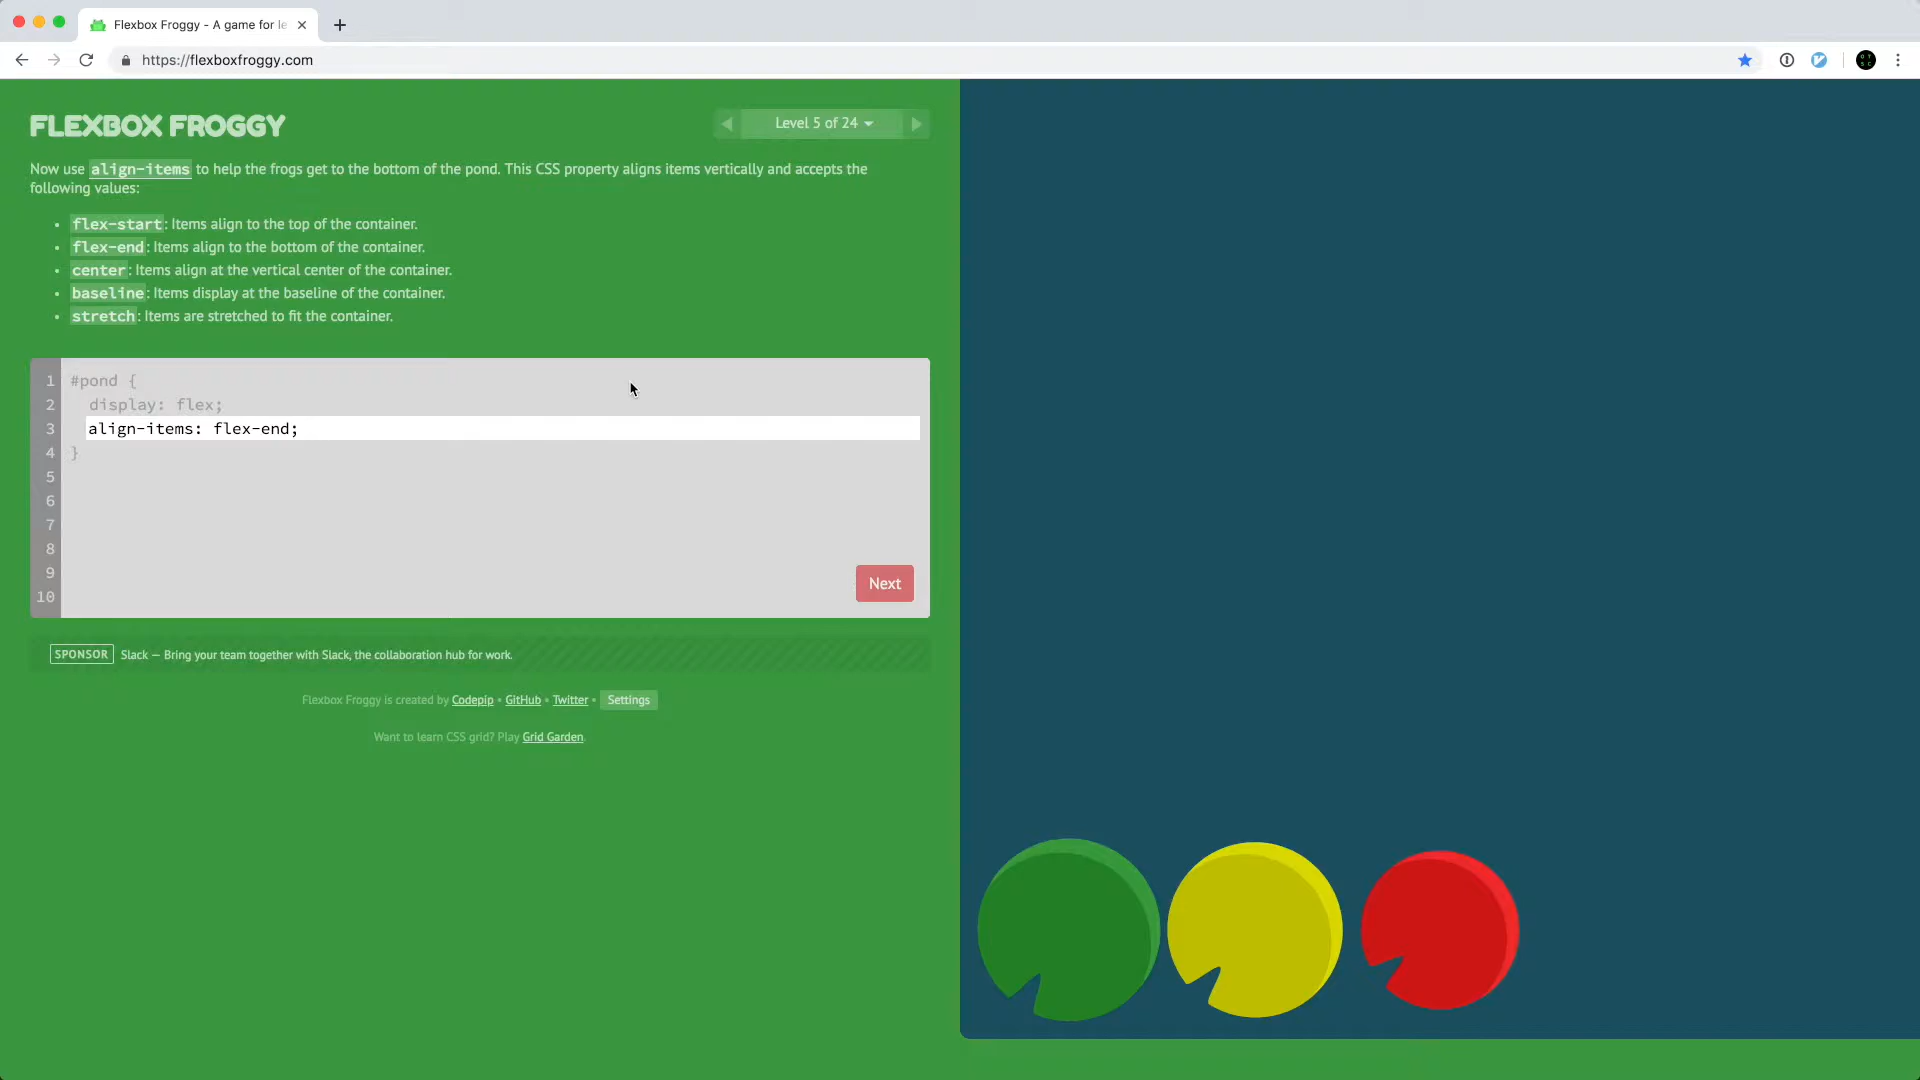 Flexbox Froggy - A game for le
https://flexboxfroggy.com
FLEXBOX FROGGY
Level 5 of 24
Now use align-items to help the frogs get to the bottom of the pond. This CSS property aligns items vertically and accepts the
following values:
flex-start: Items align to the top of the container.
flex-end: Items align to the bottom of the container.
center: Items align at the vertical center of the container.
baseline: Items display at the baseline of the container.
stretch: Items are stretched to fit the container.
1 #pond {
2 display: flex;
3 align-items: flex-end;
4 }
5
6
7
8
9
10
Next
SPONSOR Slack — Bring your team together with Slack, the collaboration hub for work.
Flexbox Froggy is created by Codepip • GitHub • Twitter • Settings
Want to learn CSS grid? Play Grid Garden.